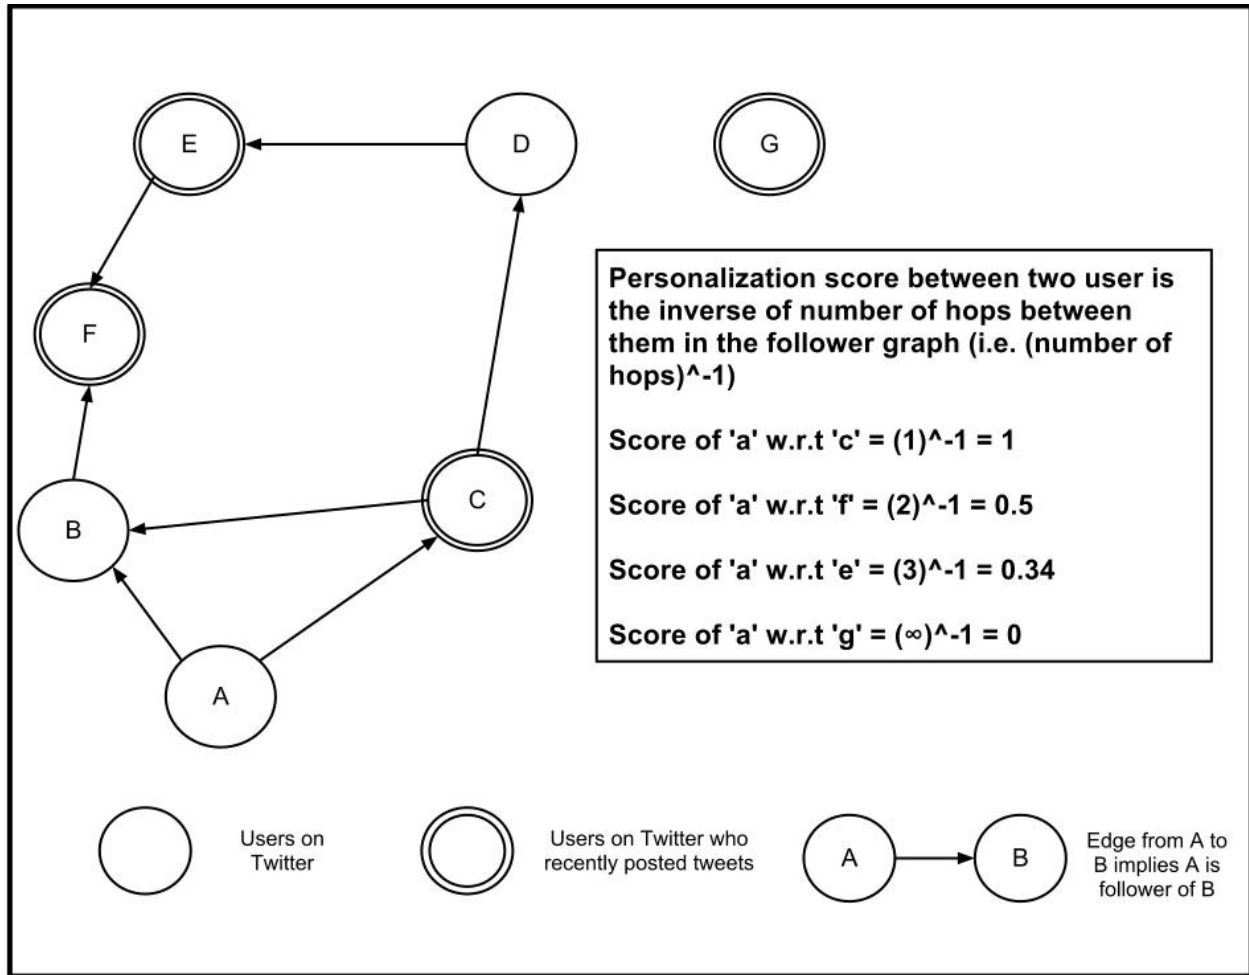 E
D
G
F
B
C
A
Personalization score between two user is
the inverse of number of hops between
them in the follower graph (i.e. (number of
hops)^-1)
Score of 'a' w.r.t 'c' = (1)^-1 = 1
Score of 'a' w.r.t 'f' = (2)^-1 = 0.5
Score of 'a' w.r.t 'e' = (3)^-1 = 0.34
Score of 'a' w.r.t 'g' = (∞)^-1 = 0
Users on
Twitter
Users on Twitter who
recently posted tweets
A
B
Edge from A to
B implies A is
follower of B